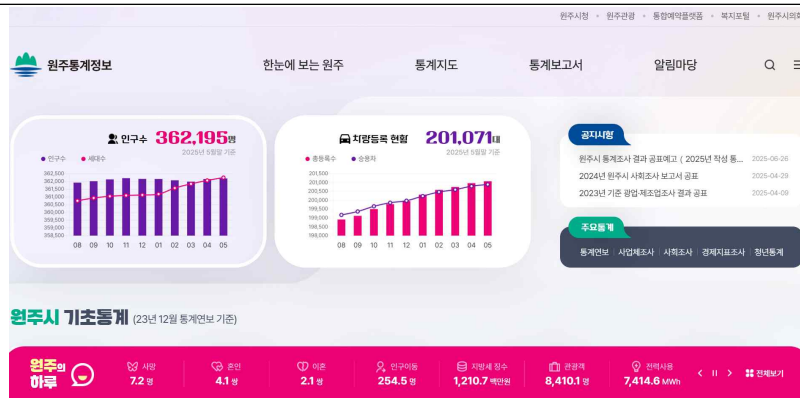 원주시청 원주관광 통합예약플랫폼 복지포털 원주시의회
원주통계정보 한눈에 보는 원주 통계지도 통계보고서 알림마당
인구수 362,195명
2025년 5월말 기준
인구수 세대수
362,500
362,000
361,500
361,000
360,500
360,000
359,500
359,000
358,500
08 09 10 11 12 01 02 03 04 05
차량등록 현황 201,071대
2025년 5월말 기준
총등록수 승용차
201,500
201,000
200,500
200,000
199,500
199,000
198,500
198,000
08 09 10 11 12 01 02 03 04 05
공지사항
원주시 통계조사 결과 공표예고 ( 2025년 작성 통... 2025-06-26
2024년 원주시 사회조사 보고서 공표 2025-04-29
2023년 기준 광업·제조업조사 결과 공표 2025-04-09
주요통계
통계연보 사업체조사 사회조사 경제지표조사 청년통계
원주시 기초통계 (23년 12월 통계연보 기준)
원주의
하루
사망
7.2 명
혼인
4.1 쌍
이혼
2.1 쌍
인구이동
254.5 명
지방세 징수
1,210.7 백만원
관광객
8,410.1 명
전력사용
7,414.6 MWh
전체보기